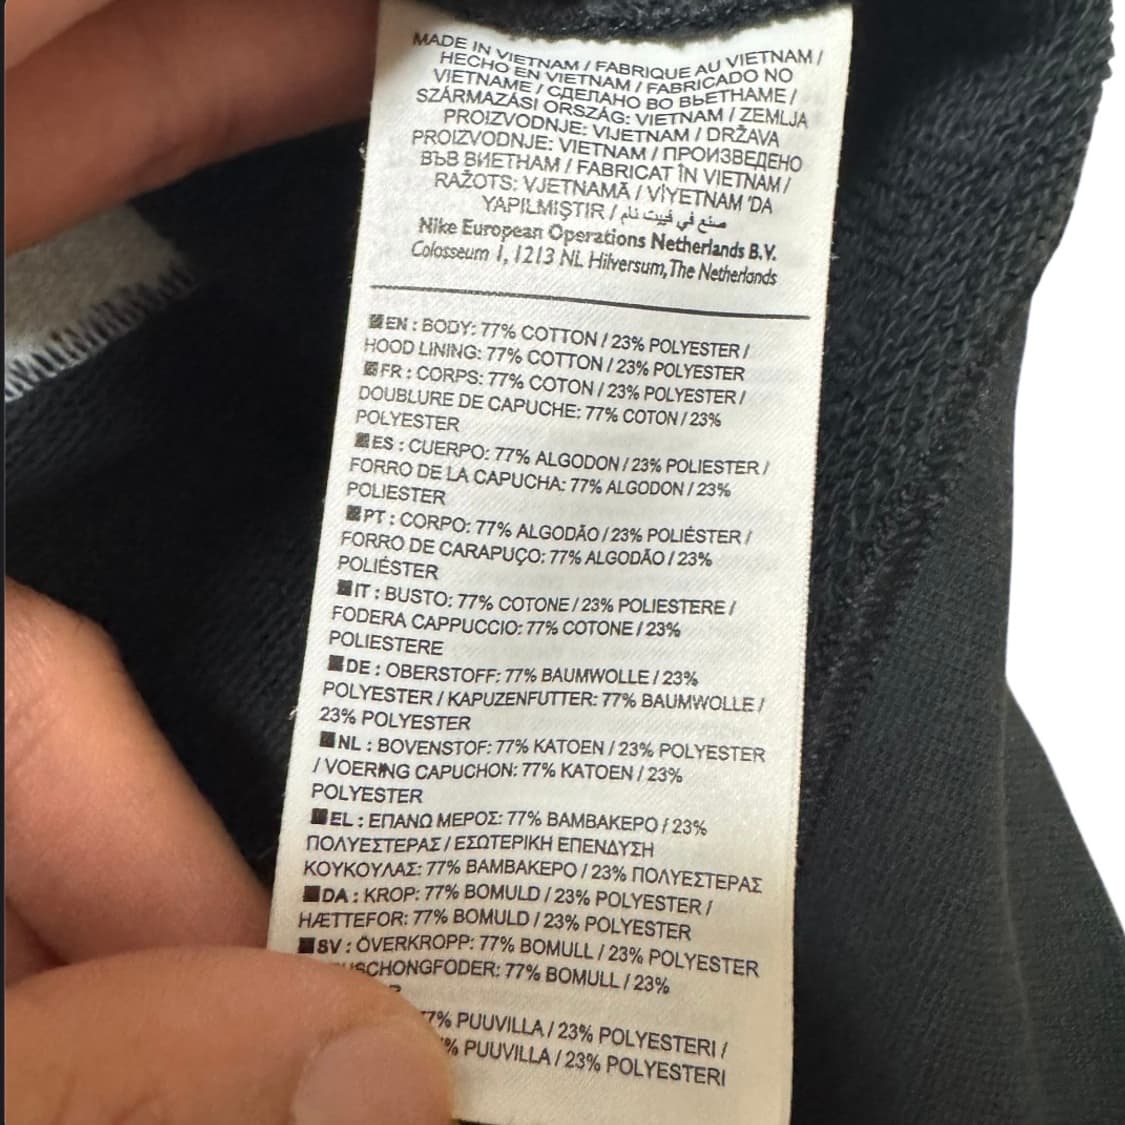 MADE IN VIETNAM / FABRIQUE AU VIETNAM /
HECHO EN VIETNAM / FABRICADO NO
VIETNAME / СДЕЛАНО ВО ВЬЕТНАМЕ /
SZÁRMAZÁSI ORSZÁG: VIETNAM / ZEMLJA
PROIZVODNJE: VIJETNAM / DRŽAVA
PROIZVODNJE: VIETNAM / ПРОИЗВЕДЕНО
ВЪВ ВИЕТНАМ / FABRICAT ÎN VIETNAM /
RAŽOTS: VJETNAMĀ / VİYETNAM 'DA
YAPILMIŞTIR / صنع في فييت نام
Nike European Operations Netherlands B.V.
Colosseum 1, 1213 NL Hilversum, The Netherlands
EN : BODY: 77% COTTON / 23% POLYESTER /
HOOD LINING: 77% COTTON / 23% POLYESTER
FR : CORPS: 77% COTON / 23% POLYESTER /
DOUBLURE DE CAPUCHE: 77% COTON / 23%
POLYESTER
ES : CUERPO: 77% ALGODON / 23% POLIESTER /
FORRO DE LA CAPUCHA: 77% ALGODON / 23%
POLIESTER
PT : CORPO: 77% ALGODÃO / 23% POLIÉSTER /
FORRO DE CARAPUÇO: 77% ALGODÃO / 23%
POLIÉSTER
IT : BUSTO: 77% COTONE / 23% POLIESTERE /
FODERA CAPPUCCIO: 77% COTONE / 23%
POLIESTERE
DE : OBERSTOFF: 77% BAUMWOLLE / 23%
POLYESTER / KAPUZENFUTTER: 77% BAUMWOLLE /
23% POLYESTER
NL : BOVENSTOF: 77% KATOEN / 23% POLYESTER
/ VOERING CAPUCHON: 77% KATOEN / 23%
POLYESTER
EL : ΕΠΑΝΩ ΜΕΡΟΣ: 77% ΒΑΜΒΑΚΕΡΟ / 23%
ΠΟΛΥΕΣΤΕΡΑΣ / ΕΣΩΤΕΡΙΚΗ ΕΠΕΝΔΥΣΗ
ΚΟΥΚΟΥΛΑΣ: 77% ΒΑΜΒΑΚΕΡΟ / 23% ΠΟΛΥΕΣΤΕΡΑΣ
DA : KROP: 77% BOMULD / 23% POLYESTER /
HÆTTEFOR: 77% BOMULD / 23% POLYESTER
SV : ÖVERKROPP: 77% BOMULL / 23% POLYESTER
77% BOMULL / 23%
PUUVILLA / 23% POLYESTERI /
PUUVILLA / 23% POLYESTERI